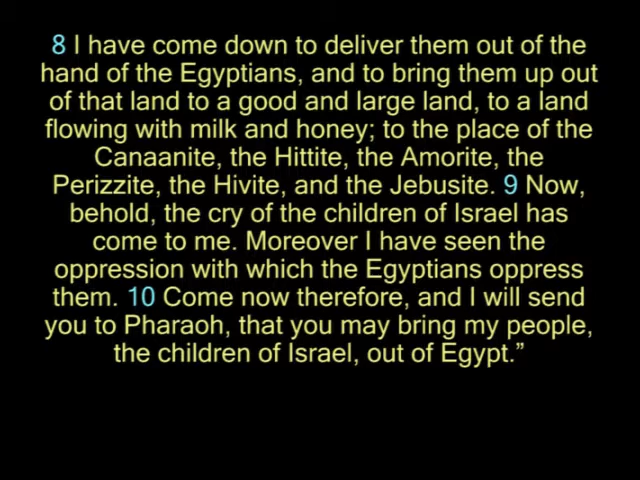 8 I have come down to deliver them out of the
hand of the Egyptians, and to bring them up out
of that land to a good and large land, to a land
flowing with milk and honey; to the place of the
Canaanite, the Hittite, the Amorite, the
Perizzite, the Hivite, and the Jebusite. 9 Now,
behold, the cry of the children of Israel has
come to me. Moreover I have seen the
oppression with which the Egyptians oppress
them. 10 Come now therefore, and I will send
you to Pharaoh, that you may bring my people,
the children of Israel, out of Egypt.”